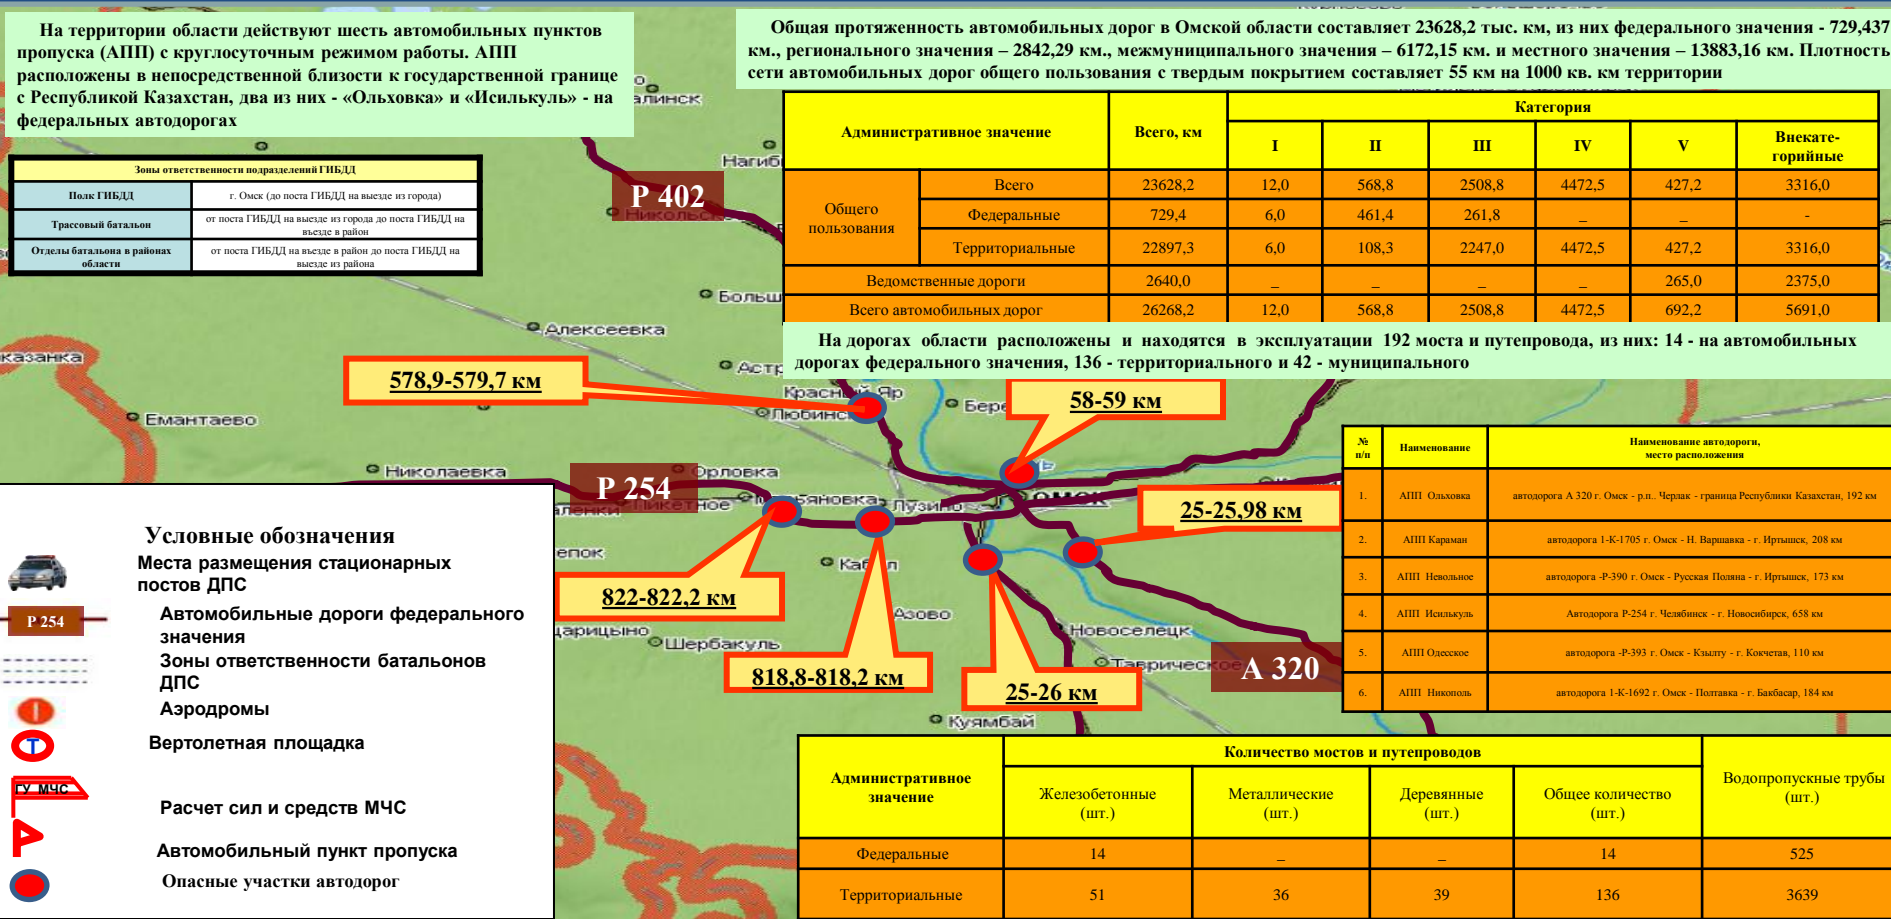 На территории области действуют шесть автомобильных пунктов
пропуска (АПП) с круглосуточным режимом работы. АПП
расположены в непосредственной близости к государственной границе
с Республикой Казахстан, два из них - «Ольховка» и «Исилькуль» - на
федеральных автодорогах
Общая протяженность автомобильных дорог в Омской области составляет 23628,2 тыс. км, из них федерального значения - 729,437
км., регионального значения – 2842,29 км., межмуниципального значения – 6172,15 км. и местного значения – 13883,16 км. Плотность
сети автомобильных дорог общего пользования с твердым покрытием составляет 55 км на 1000 кв. км территории
Зоны ответственности подразделений ГИБДД
Полк ГИБДД г. Омск (до поста ГИБДД на выезде из города)
Трассовый батальон от поста ГИБДД на выезде из города до поста ГИБДД на
въезде в район
Отделы батальона в районах
области
от поста ГИБДД на въезде в район до поста ГИБДД на
выезде из района
Административное значение Всего, км Категория
I II III IV V Внекате-
горийные
Общего
пользования
Всего 23628,2 12,0 568,8 2508,8 4472,5 427,2 3316,0
Федеральные 729,4 6,0 461,4 261,8 _ _ -
Территориальные 22897,3 6,0 108,3 2247,0 4472,5 427,2 3316,0
Ведомственные дороги 2640,0 _ _ _ _ 265,0 2375,0
Всего автомобильных дорог 26268,2 12,0 568,8 2508,8 4472,5 692,2 5691,0
На дорогах области расположены и находятся в эксплуатации 192 моста и путепровода, из них: 14 - на автомобильных
дорогах федерального значения, 136 - территориального и 42 - муниципального
Р 402
Алексеевка
578,9-579,7 км
58-59 км
Красный Яр
Емантаево
Николаевка
Орловка
Р 254
Пикетное
ОМСК
25-25,98 км
822-822,2 км
Азово
Щербакуль
Новоселецк
Таврическое
А 320
818,8-818,2 км
25-26 км
Куямбай
№
п/п
Наименование
Наименование автодороги,
место расположения
1. АПП Ольховка автодорога А 320 г. Омск - р.п.. Черлак - граница Республики Казахстан, 192 км
2. АПП Караман автодорога 1-К-1705 г. Омск - Н. Варшавка - г. Иртышск, 208 км
3. АПП Невольное автодорога -Р-390 г. Омск - Русская Поляна - г. Иртышск, 173 км
4. АПП Исилькуль Автодорога Р-254 г. Челябинск - г. Новосибирск, 658 км
5. АПП Одесское автодорога -Р-393 г. Омск - Кзылту - г. Кокчетав, 110 км
6. АПП Никополь автодорога 1-К-1692 г. Омск - Полтавка - г. Бакбасар, 184 км
Условные обозначения
Места размещения стационарных
постов ДПС
Р 254
Автомобильные дороги федерального
значения
Зоны ответственности батальонов
ДПС
Аэродромы
Т
Вертолетная площадка
ГУ МЧС
Расчет сил и средств МЧС
Автомобильный пункт пропуска
Опасные участки автодорог
Административное
значение
Количество мостов и путепроводов
Водопропускные трубы
(шт.)
Железобетонные
(шт.)
Металлические
(шт.)
Деревянные
(шт.)
Общее количество
(шт.)
Федеральные 14 _ _ 14 525
Территориальные 51 36 39 136 3639